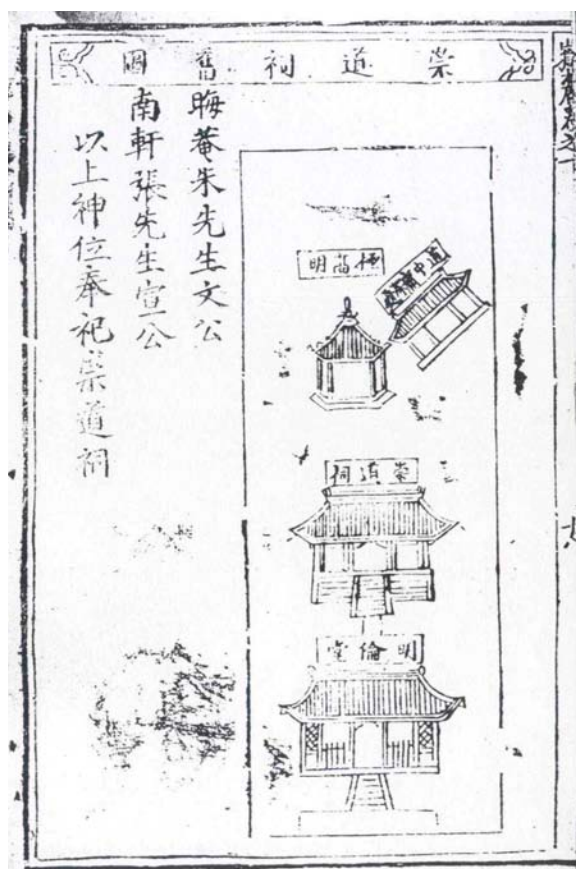 崇道祠舊圖
道中庸
極高明
崇道祠
明倫堂
晦菴朱先生文公
南軒張先生宣公
以上神位奉祀崇道祠